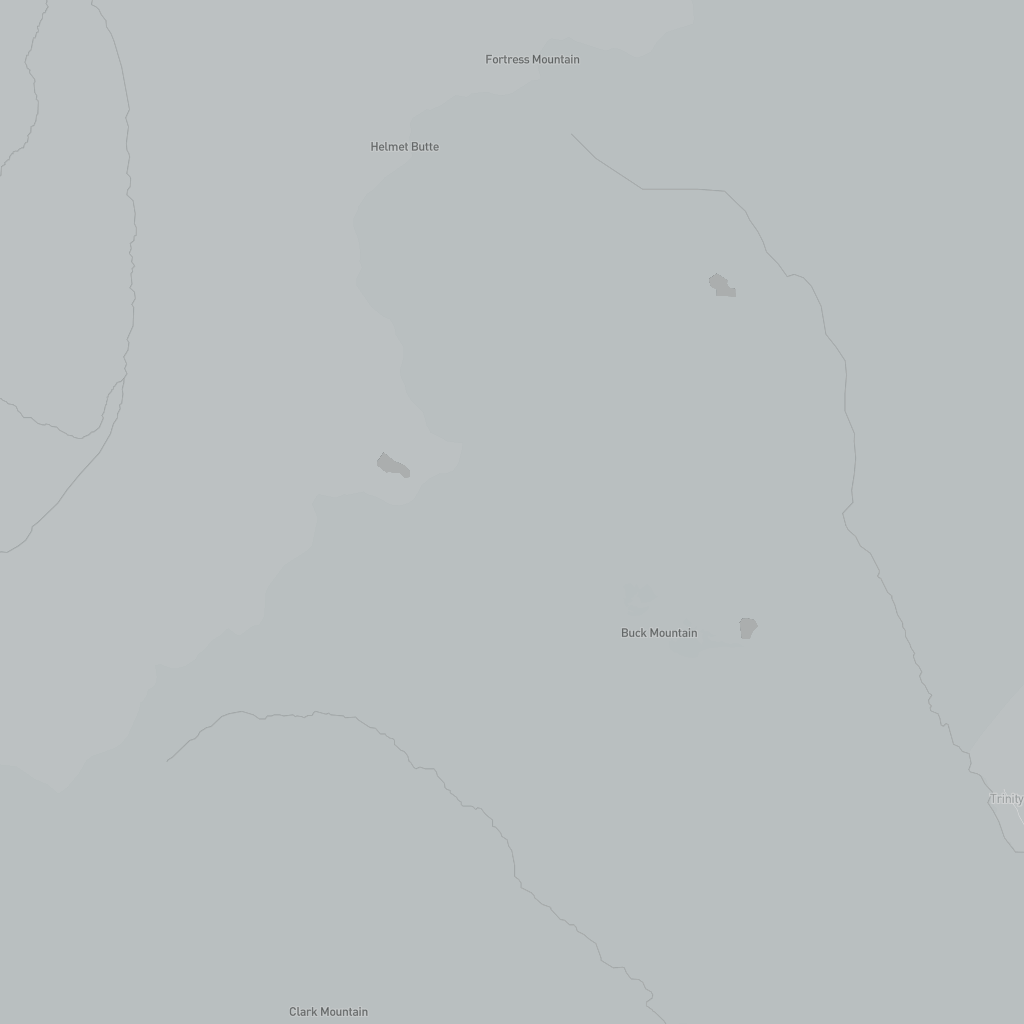 Fortress Mountain
Helmet Butte
Buck Mountain
Trinity
Clark Mountain